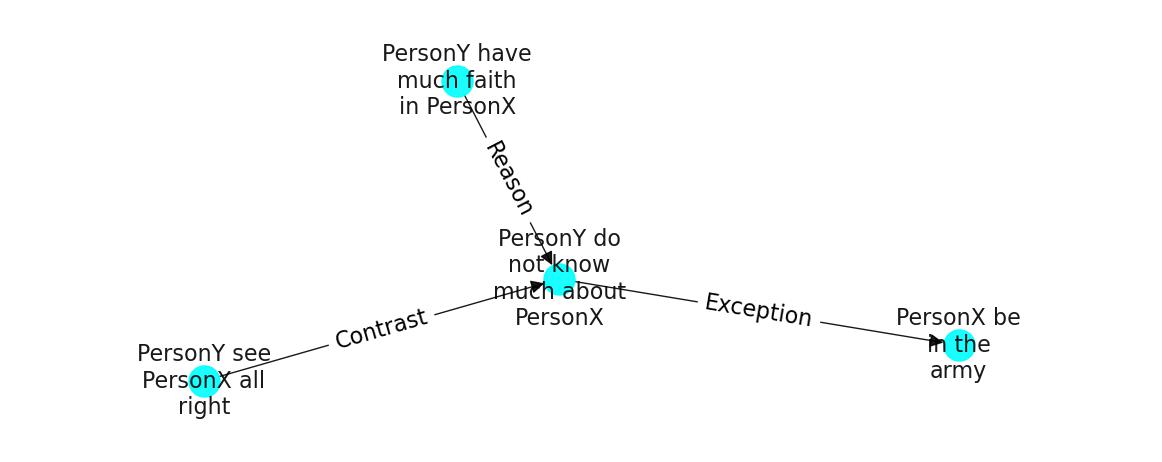 PersonY have
much faith
in PersonX
Reason
PersonY do
not know
much about
PersonX
Exception
PersonX be
in the
army
Contrast
PersonY see
PersonX all
right